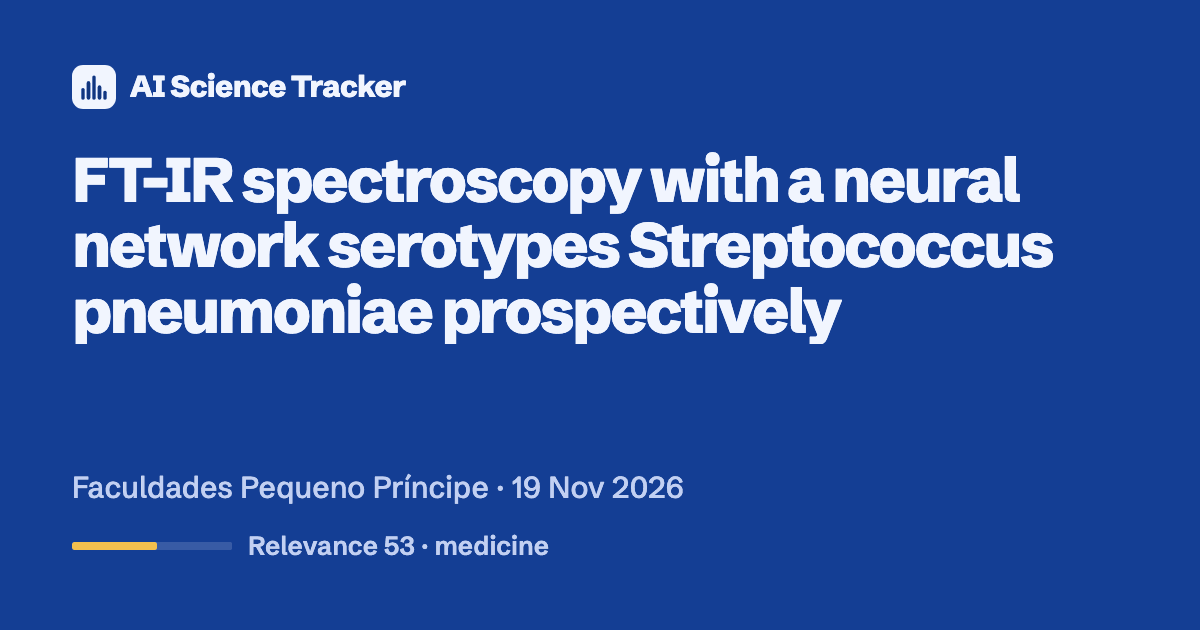 AI Science Tracker
FT-IR spectroscopy with a neural
network serotypes Streptococcus
pneumoniae prospectively
Faculdades Pequeno Príncipe · 19 Nov 2026
Relevance 53 · medicine